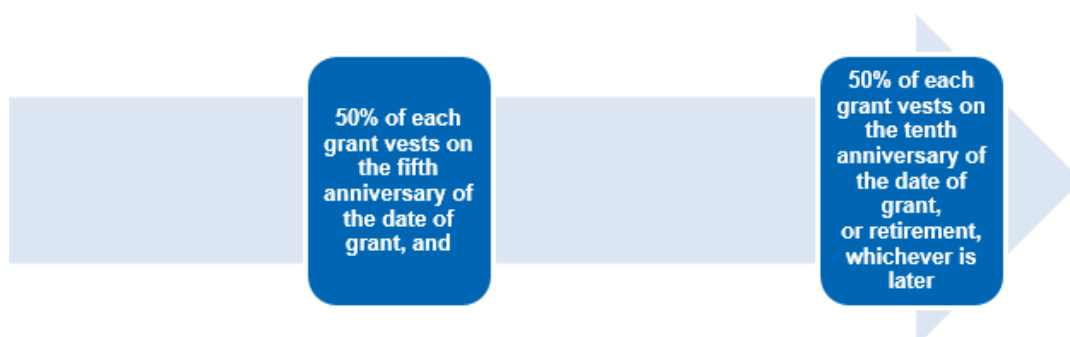 50% of each
grant vests on
the fifth
anniversary of
the date of
grant, and
50% of each
grant vests on
the tenth
anniversary of
the date of
grant,
or retirement,
whichever is
later